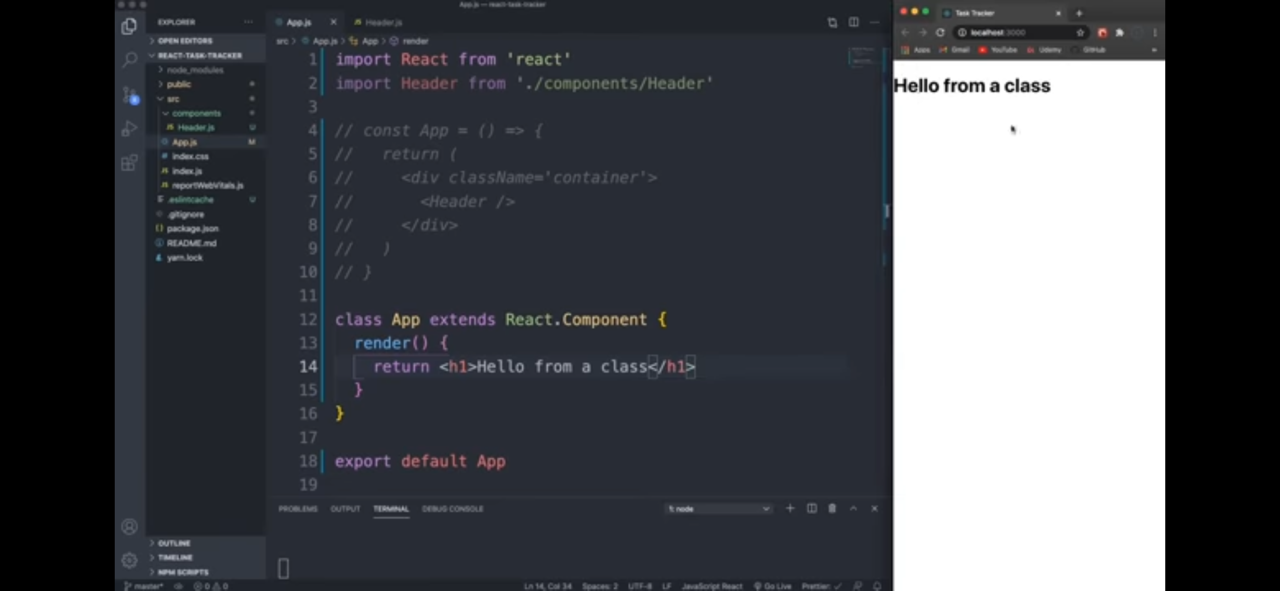 App.js — react-task-tracker
EXPLORER
OPEN EDITORS
REACT-TASK-TRACKER
node_modules
public
src
components
Header.js U
App.js M
index.css
index.js
reportWebVitals.js
.eslintcache U
.gitignore
package.json
README.md
yarn.lock
OUTLINE
TIMELINE
NPM SCRIPTS
App.js
Header.js
src > App.js > App > render
1 import React from 'react'
2 import Header from './components/Header'
3
4 // const App = () => {
5 //   return (
6 //     <div className='container'>
7 //       <Header />
8 //     </div>
9 //   )
10 // }
11
12 class App extends React.Component {
13   render() {
14     return <h1>Hello from a class</h1>
15   }
16 }
17
18 export default App
19
PROBLEMS OUTPUT TERMINAL DEBUG CONSOLE 1: node
master* 0 0 Ln 14, Col 34 Spaces: 2 UTF-8 LF JavaScript React Go Live Prettier: ✓
Task Tracker
localhost:3000
Apps Gmail YouTube Udemy GitHub »
Hello from a class